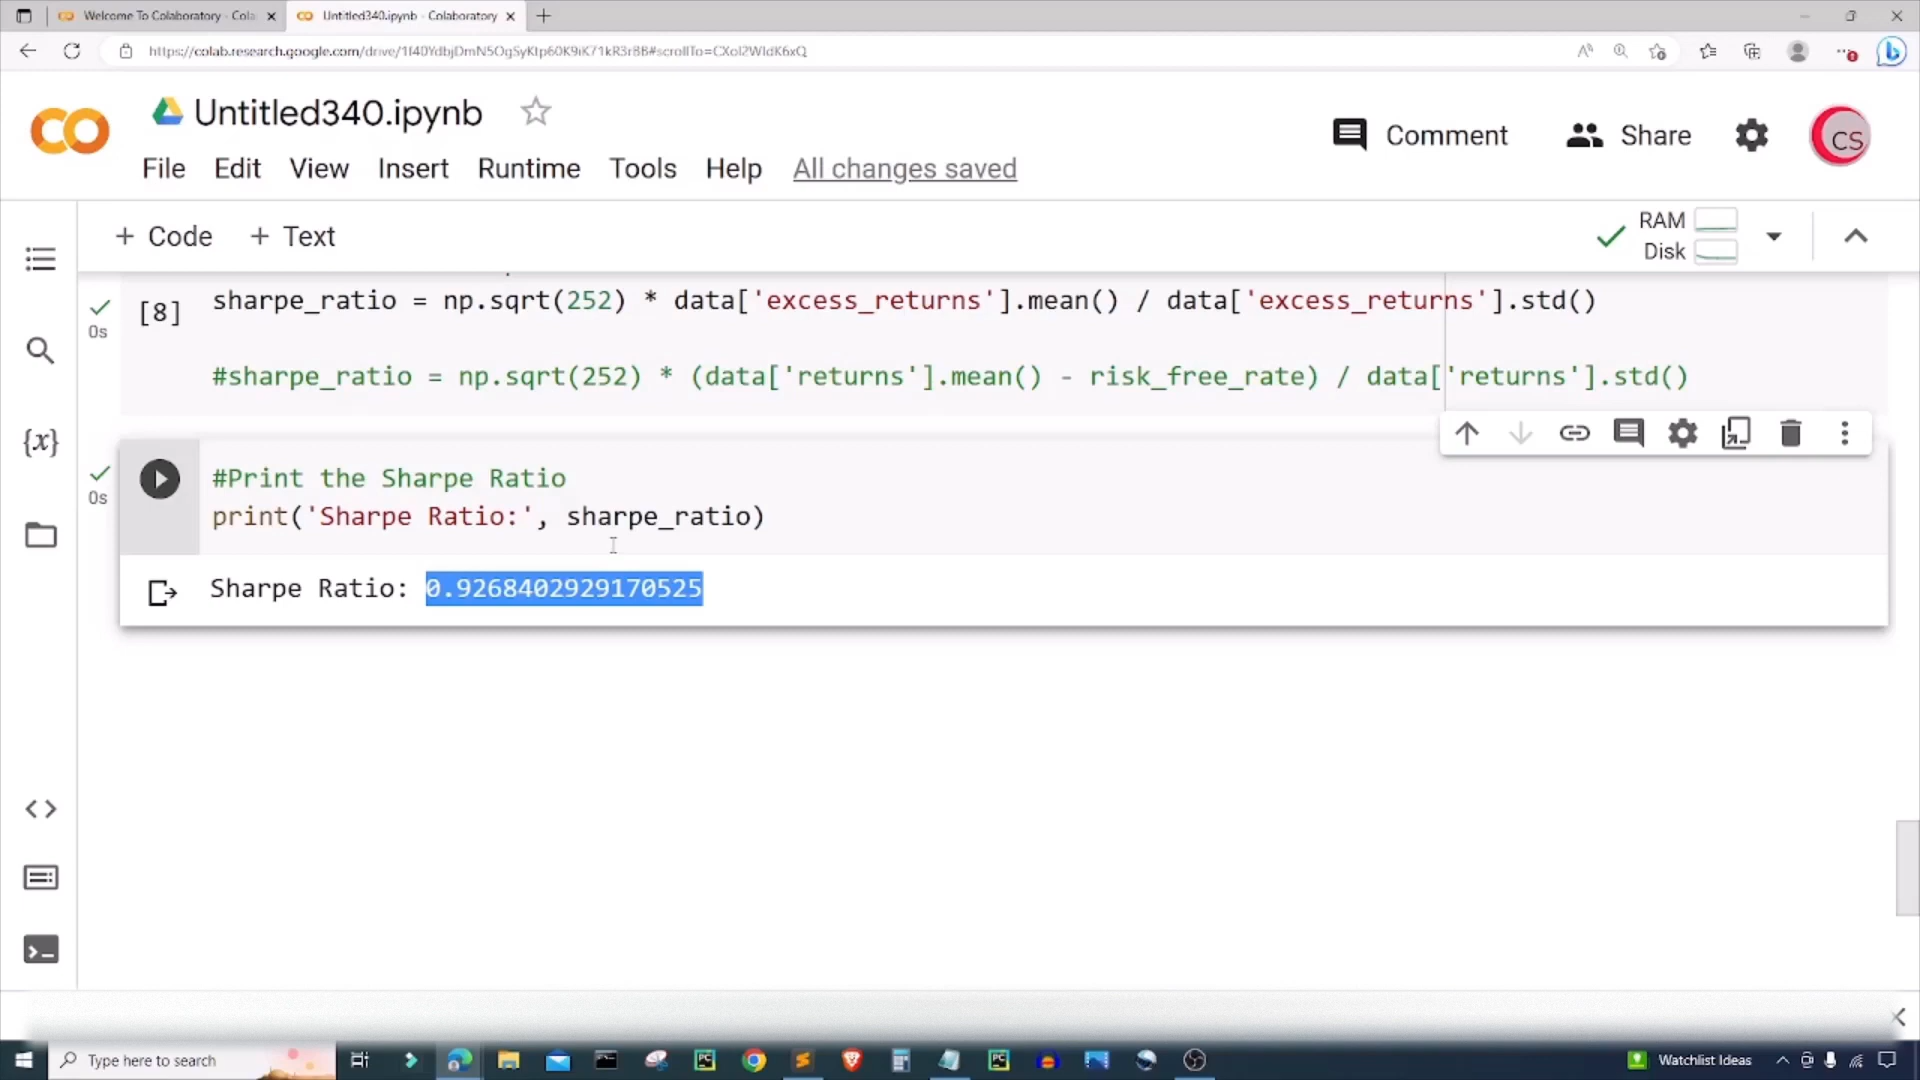 Welcome To Colaboratory - Cola
Untitled340.ipynb - Colaboratory
Untitled340.ipynb
Comment
Share
CS
File Edit View Insert Runtime Tools Help All changes saved
+ Code + Text
RAM
Disk
[8]
0s
sharpe_ratio = np.sqrt(252) * data['excess_returns'].mean() / data['excess_returns'].std()
#sharpe_ratio = np.sqrt(252) * (data['returns'].mean() - risk_free_rate) / data['returns'].std()
{x}
0s
#Print the Sharpe Ratio
print('Sharpe Ratio:', sharpe_ratio)
Sharpe Ratio: 0.9268402929170525
Type here to search
Watchlist Ideas